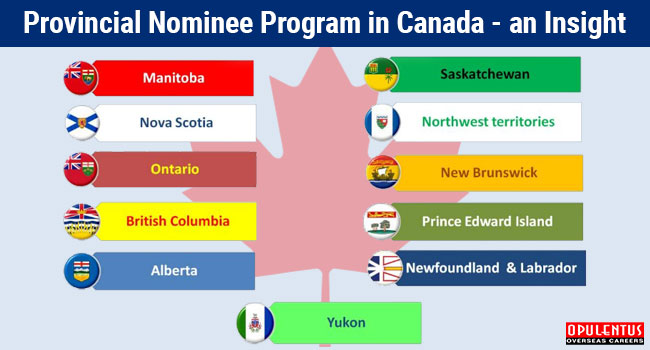 Provincial Nominee Program in Canada - an Insight
Manitoba
Saskatchewan
Nova Scotia
Northwest territories
Ontario
New Brunswick
British Columbia
Prince Edward Island
Alberta
Newfoundland & Labrador
Yukon
OPULENTUS
OVERSEAS CAREERS